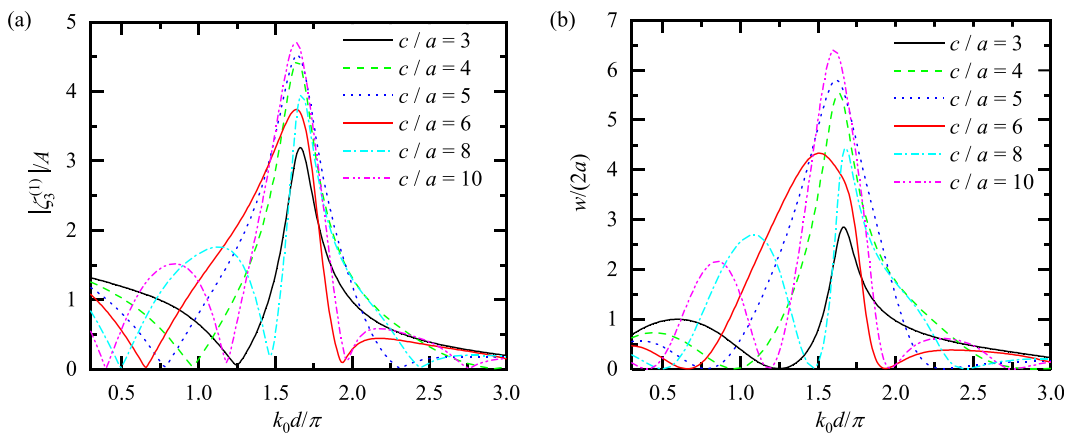 (a)
5
4
3
2
1
0
|ζ₃⁽¹⁾|/A
c / a = 3
c / a = 4
c / a = 5
c / a = 6
c / a = 8
c / a = 10
0.5 1.0 1.5 2.0 2.5 3.0
k₀d/π
(b)
7
6
5
4
3
2
1
0
w/(2a)
c / a = 3
c / a = 4
c / a = 5
c / a = 6
c / a = 8
c / a = 10
0.5 1.0 1.5 2.0 2.5 3.0
k₀d/π